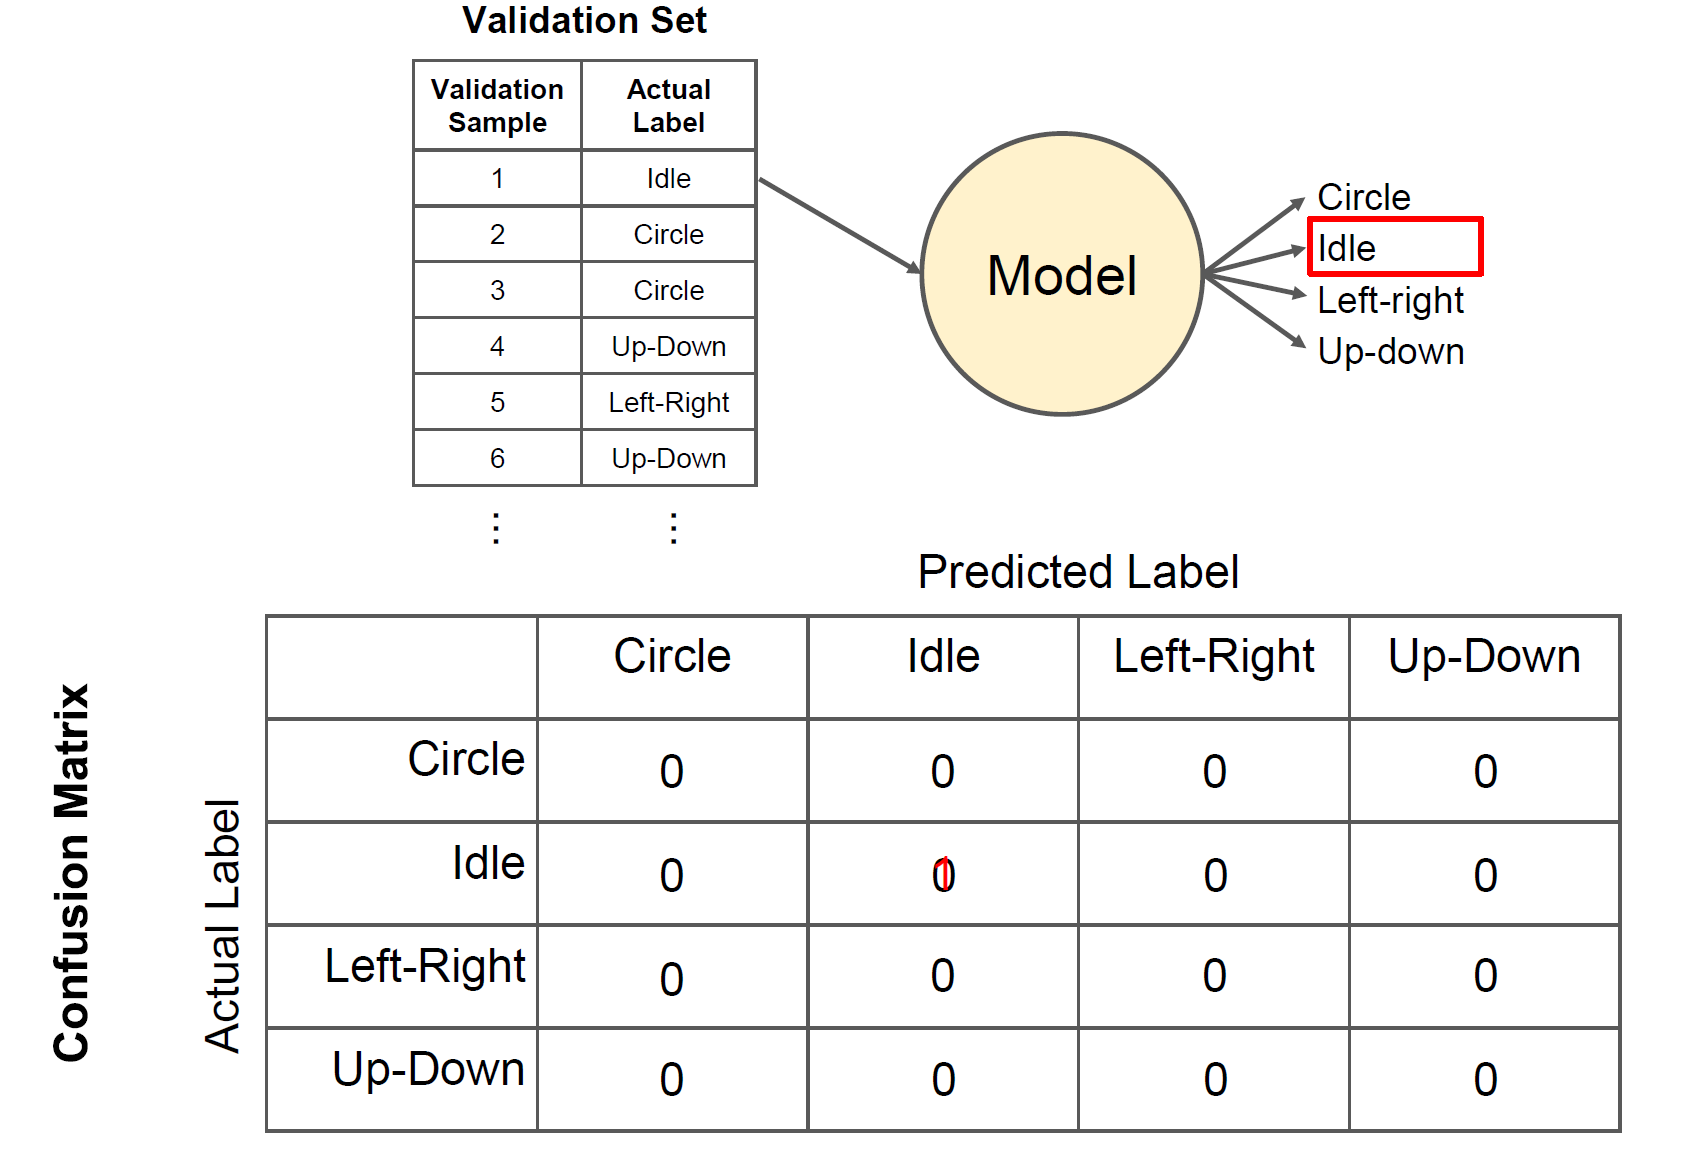 Validation Set
Validation Sample Actual Label
1 Idle
2 Circle
3 Circle
4 Up-Down
5 Left-Right
6 Up-Down
⋮ ⋮
Model
Circle
Idle
Left-right
Up-down
Confusion Matrix
Predicted Label
Actual Label
Circle Idle Left-Right Up-Down
Circle 0 0 0 0
Idle 0 0 1 0 0
Left-Right 0 0 0 0
Up-Down 0 0 0 0